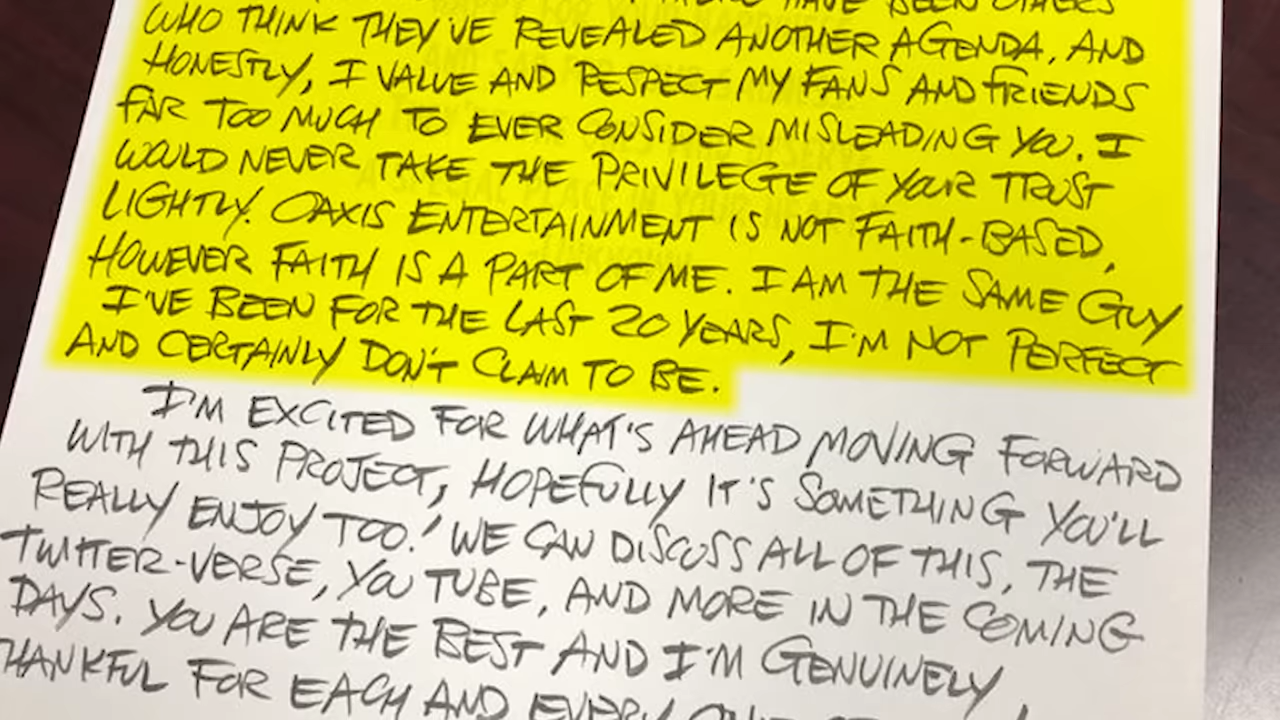 HAVE BEEN OTHERS
WHO THINK THEY'VE REVEALED ANOTHER AGENDA, AND
HONESTLY, I VALUE AND RESPECT MY FANS AND FRIENDS
FAR TOO MUCH TO EVER CONSIDER MISLEADING YOU. I
WOULD NEVER TAKE THE PRIVILEGE OF YOUR TRUST
LIGHTLY. OAXIS ENTERTAINMENT IS NOT FAITH-BASED,
HOWEVER FAITH IS A PART OF ME. I AM THE SAME GUY
I'VE BEEN FOR THE LAST 20 YEARS, I'M NOT PERFECT
AND CERTAINLY DON'T CLAIM TO BE.
I'M EXCITED FOR WHAT'S AHEAD MOVING FORWARD
WITH THIS PROJECT, HOPEFULLY IT'S SOMETHING YOU'LL
REALLY ENJOY TOO! WE CAN DISCUSS ALL OF THIS, THE
TWITTER-VERSE, YOU TUBE, AND MORE IN THE COMING
DAYS. YOU ARE THE BEST AND I'M GENUINELY
THANKFUL FOR EACH AND EVERY